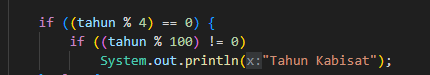 if ((tahun % 4) == 0) {
if ((tahun % 100) != 0)
System.out.println(x:"Tahun Kabisat");